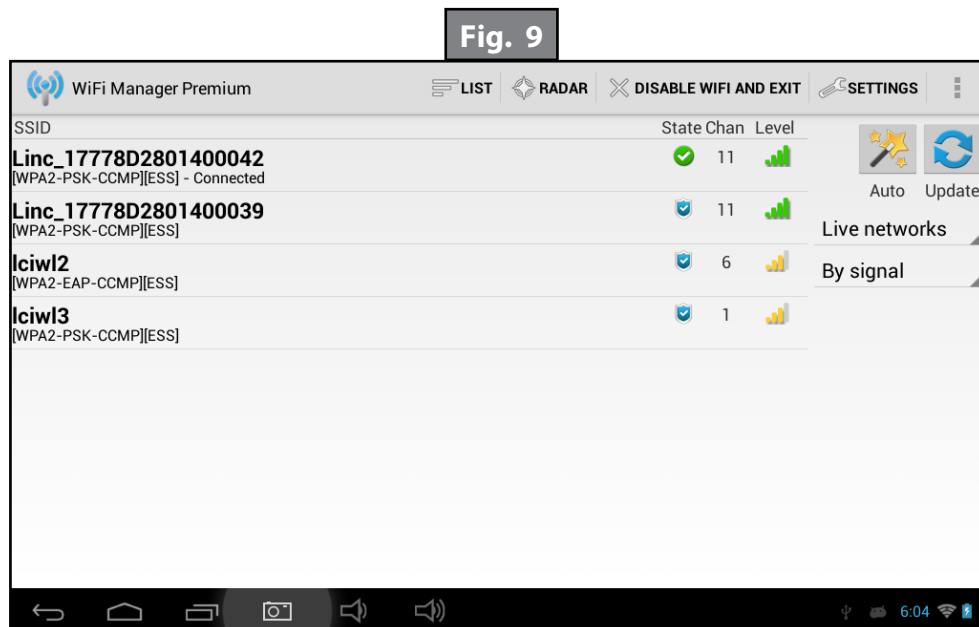 Fig. 9
WiFi Manager Premium LIST RADAR DISABLE WIFI AND EXIT SETTINGS
SSID State Chan Level
Linc_17778D2801400042 11
[WPA2-PSK-CCMP][ESS] - Connected
Linc_17778D2801400039 11
[WPA2-PSK-CCMP][ESS]
lciwl2 6
[WPA2-EAP-CCMP][ESS]
lciwl3 1
[WPA2-PSK-CCMP][ESS]
Auto Update
Live networks
By signal
6:04